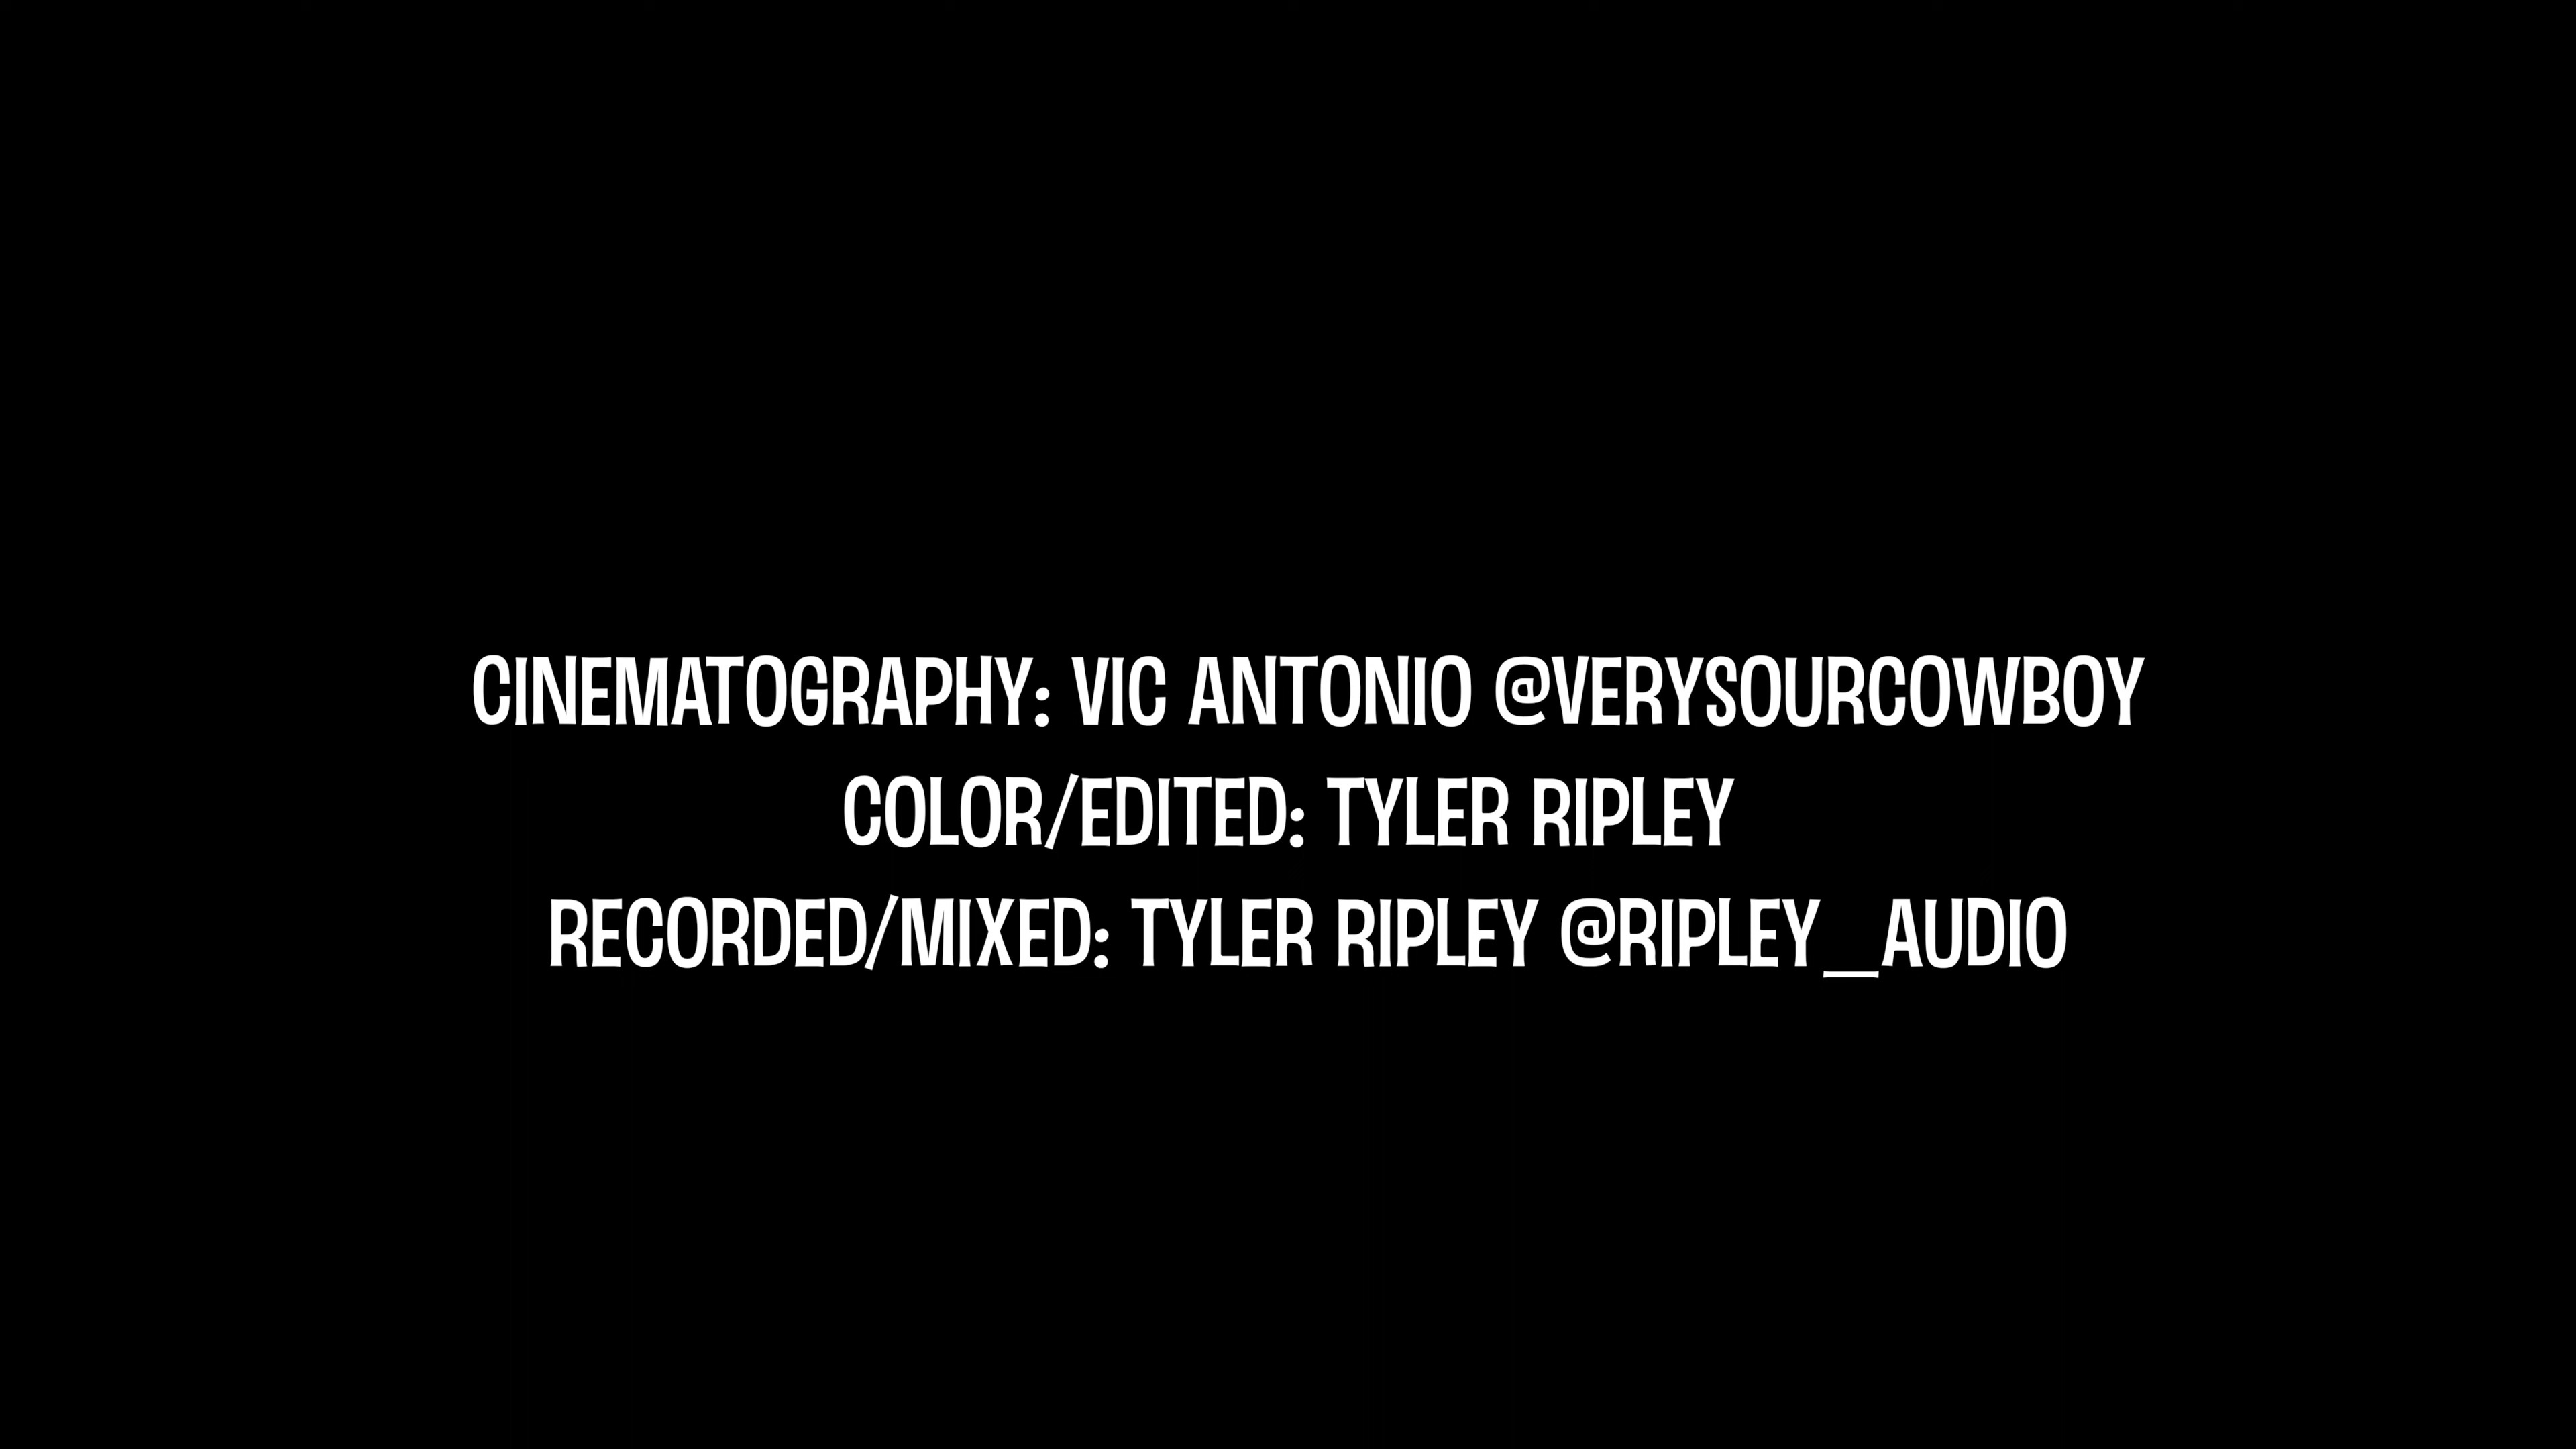 CINEMATOGRAPHY: VIC ANTONIO @VERYSOURCOWBOY
COLOR/EDITED: TYLER RIPLEY
RECORDED/MIXED: TYLER RIPLEY @RIPLEY_AUDIO